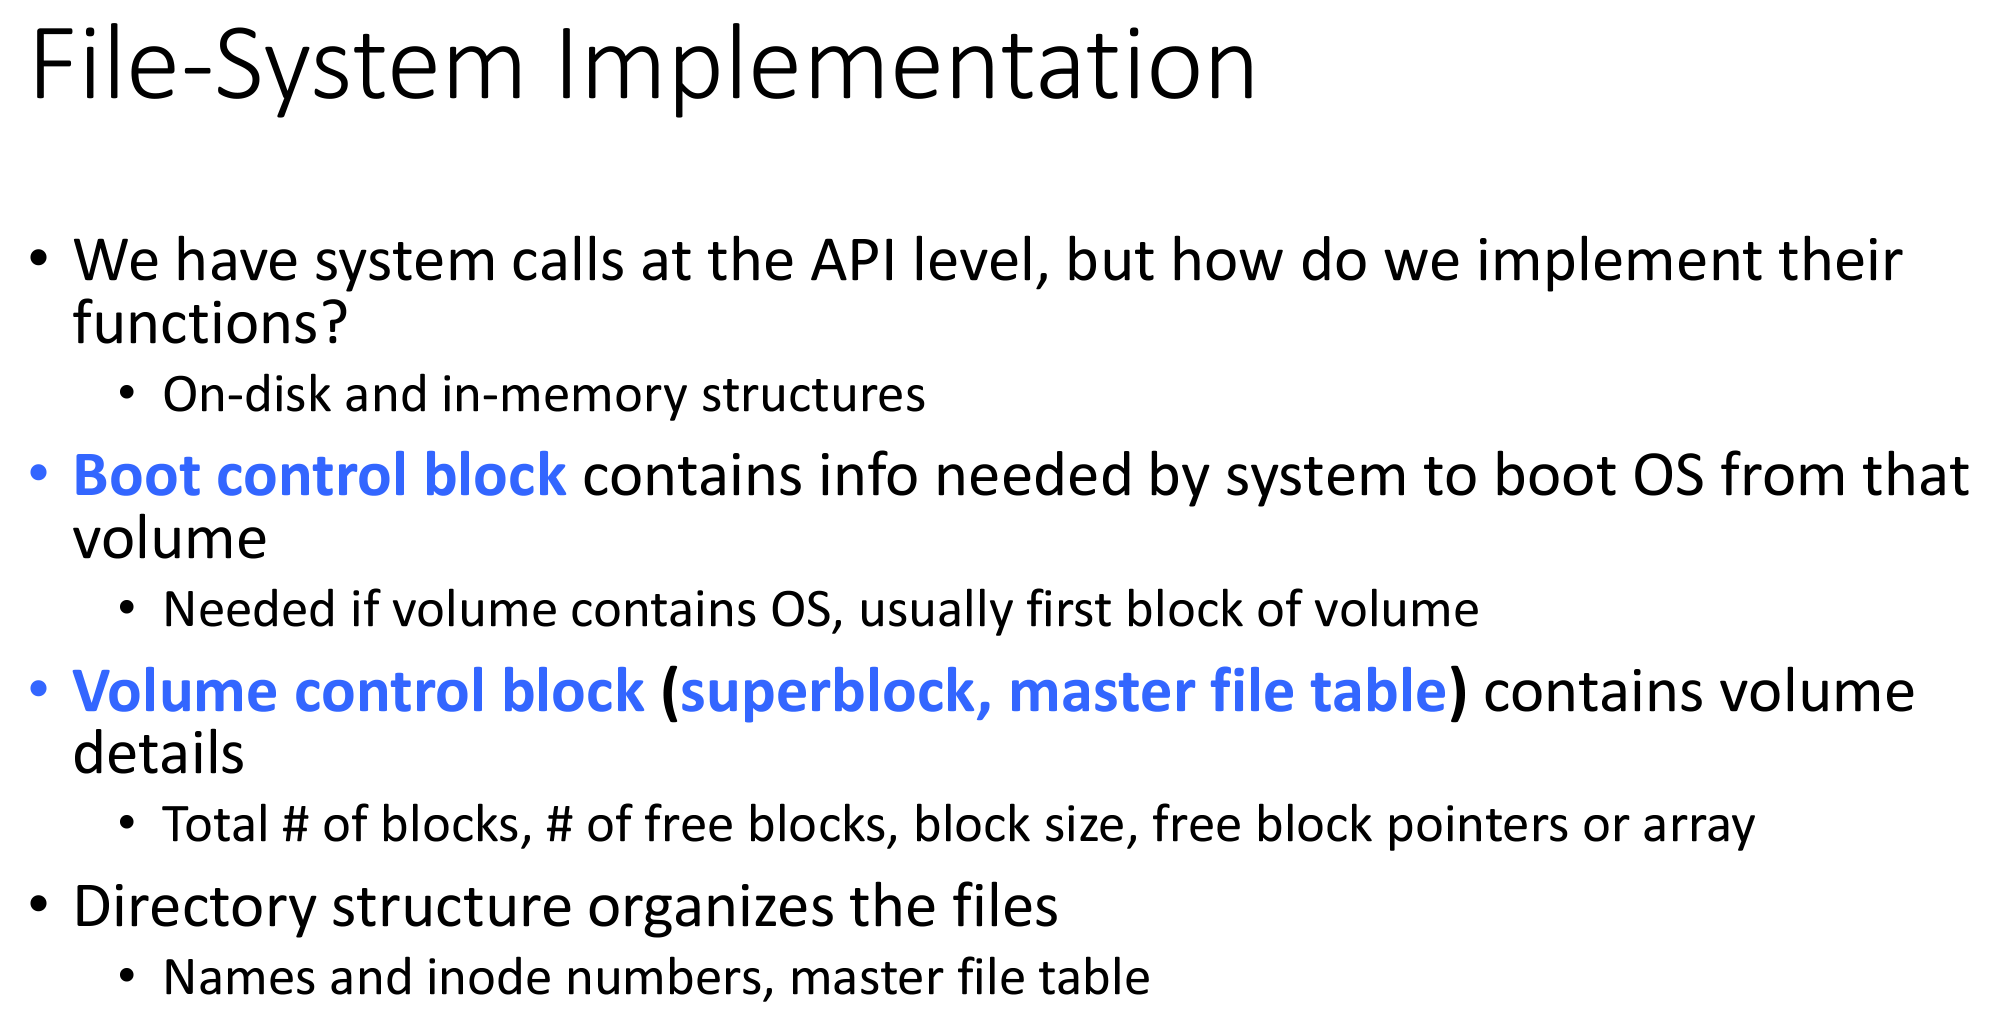 File-System Implementation
• We have system calls at the API level, but how do we implement their
functions?
• On-disk and in-memory structures
• Boot control block contains info needed by system to boot OS from that
volume
• Needed if volume contains OS, usually first block of volume
• Volume control block (superblock, master file table) contains volume
details
• Total # of blocks, # of free blocks, block size, free block pointers or array
• Directory structure organizes the files
• Names and inode numbers, master file table